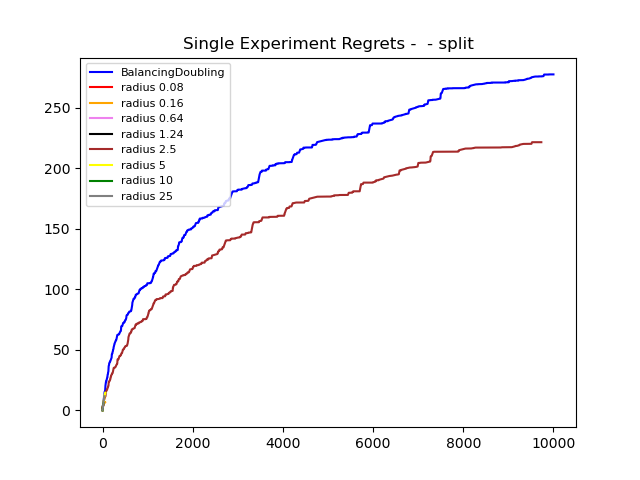 Single Experiment Regrets -  - split
BalancingDoubling
radius 0.08
radius 0.16
radius 0.64
radius 1.24
radius 2.5
radius 5
radius 10
radius 25
250
200
150
100
50
0
0 2000 4000 6000 8000 10000